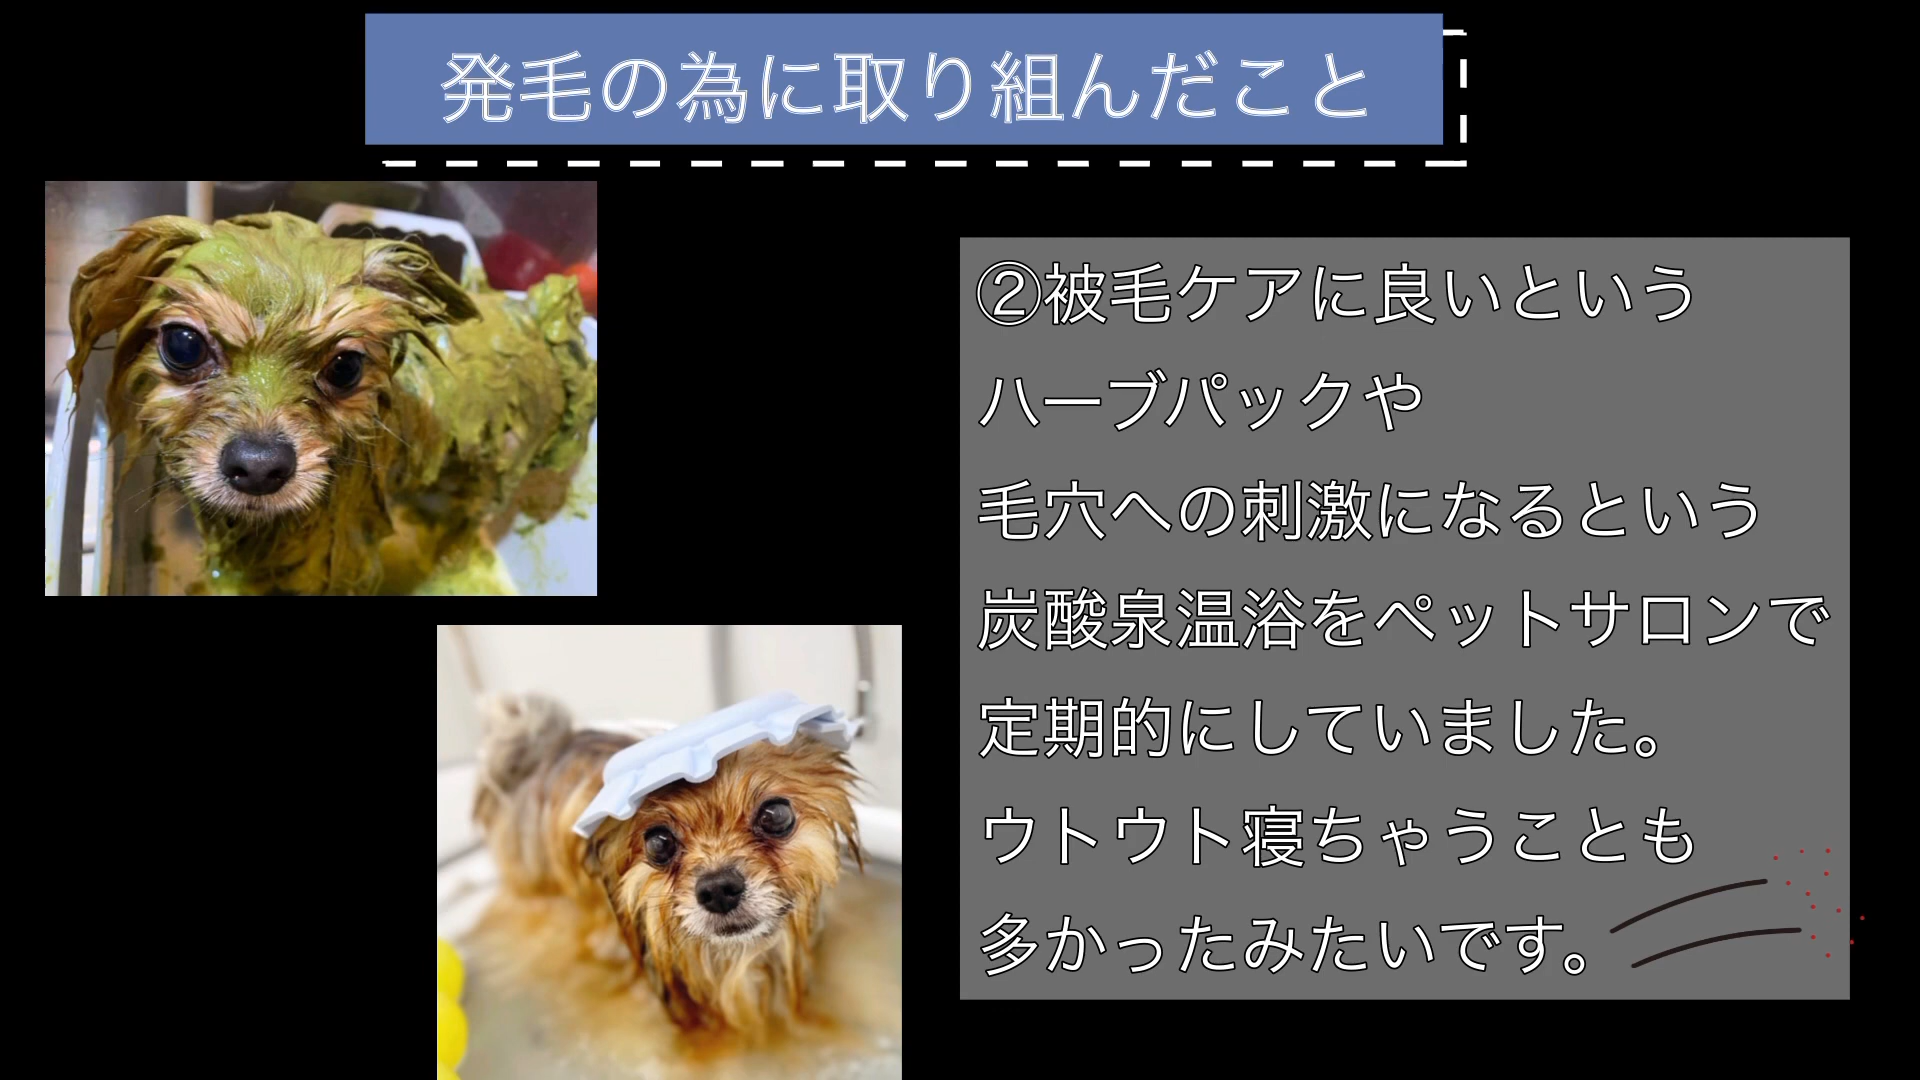 発毛の為に取り組んだこと
②被毛ケアに良いという
ハーブパックや
毛穴への刺激になるという
炭酸泉温浴をペットサロンで
定期的にしていました。
ウトウト寝ちゃうことも
多かったみたいです。